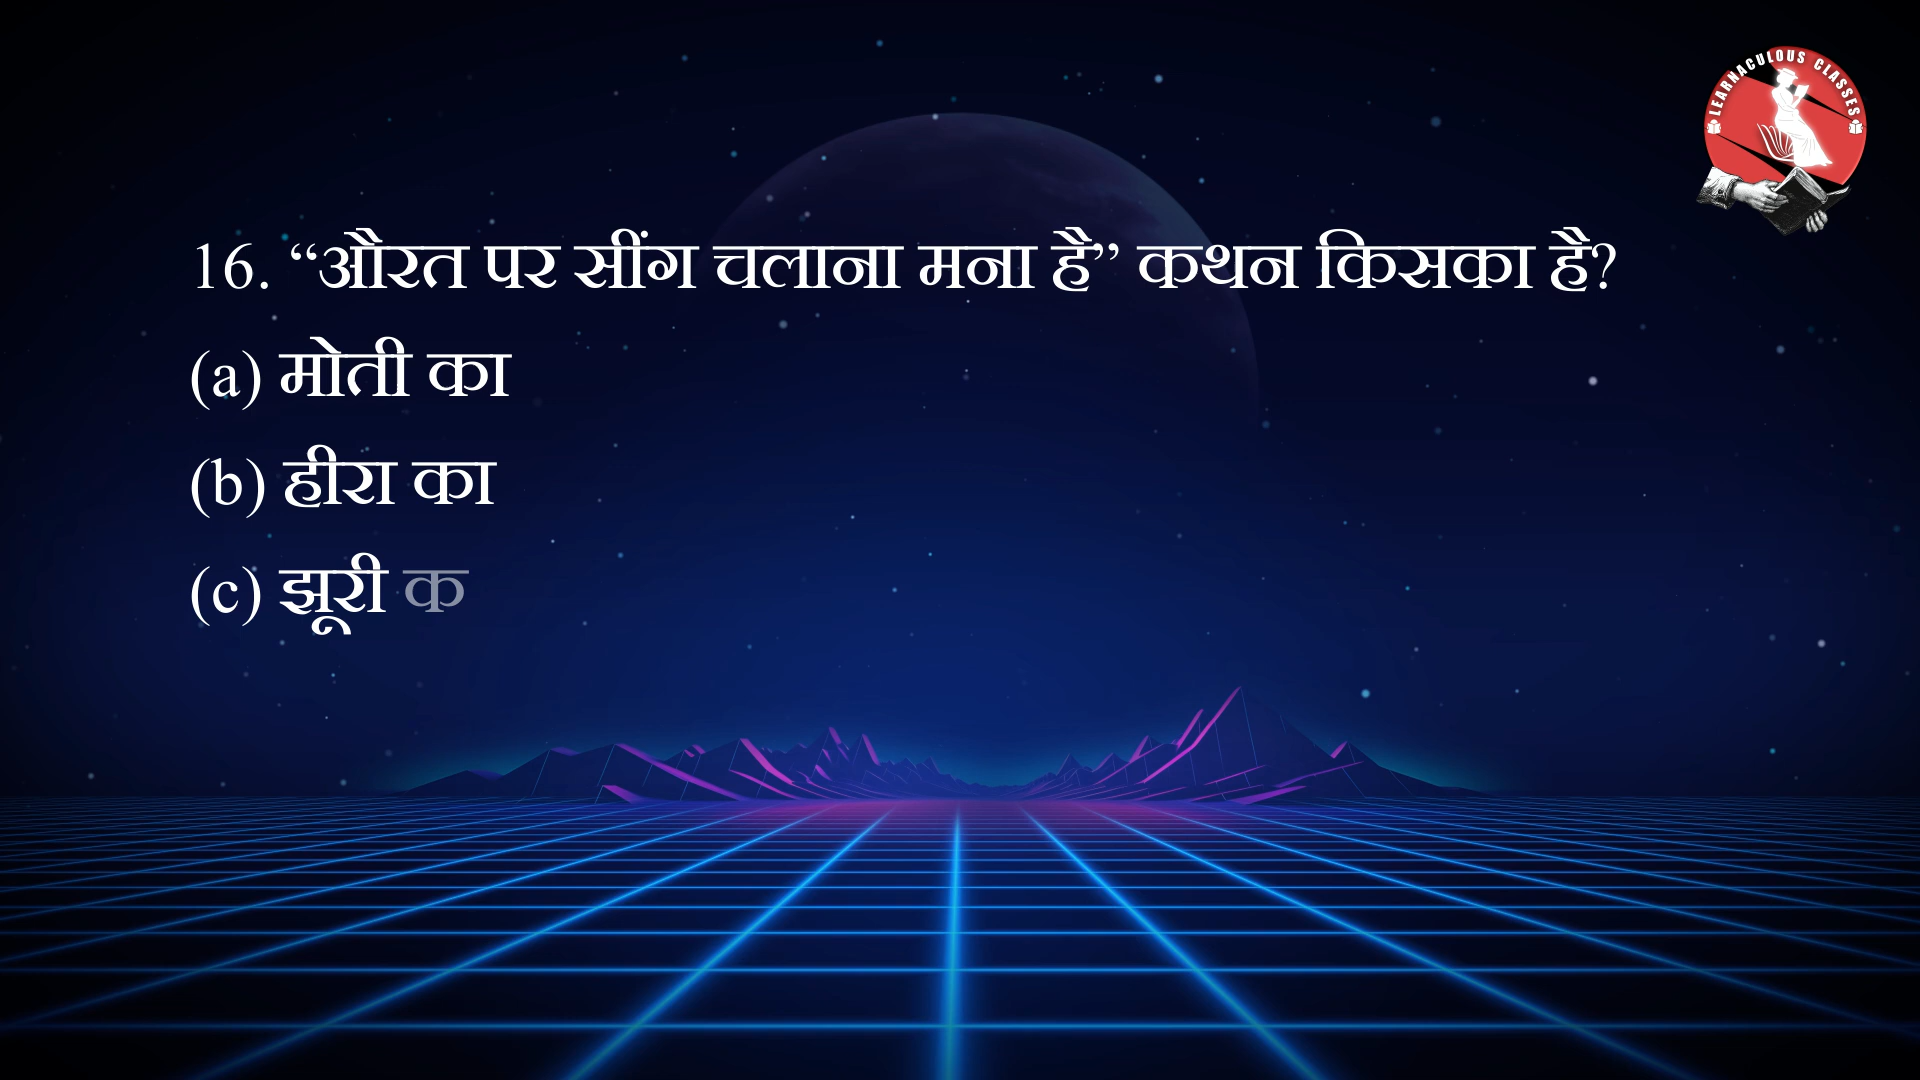 LEARNACULOUS CLASSES
16. “औरत पर सींग चलाना मना है” कथन किसका है?
(a) मोती का
(b) हीरा का
(c) झूरी क